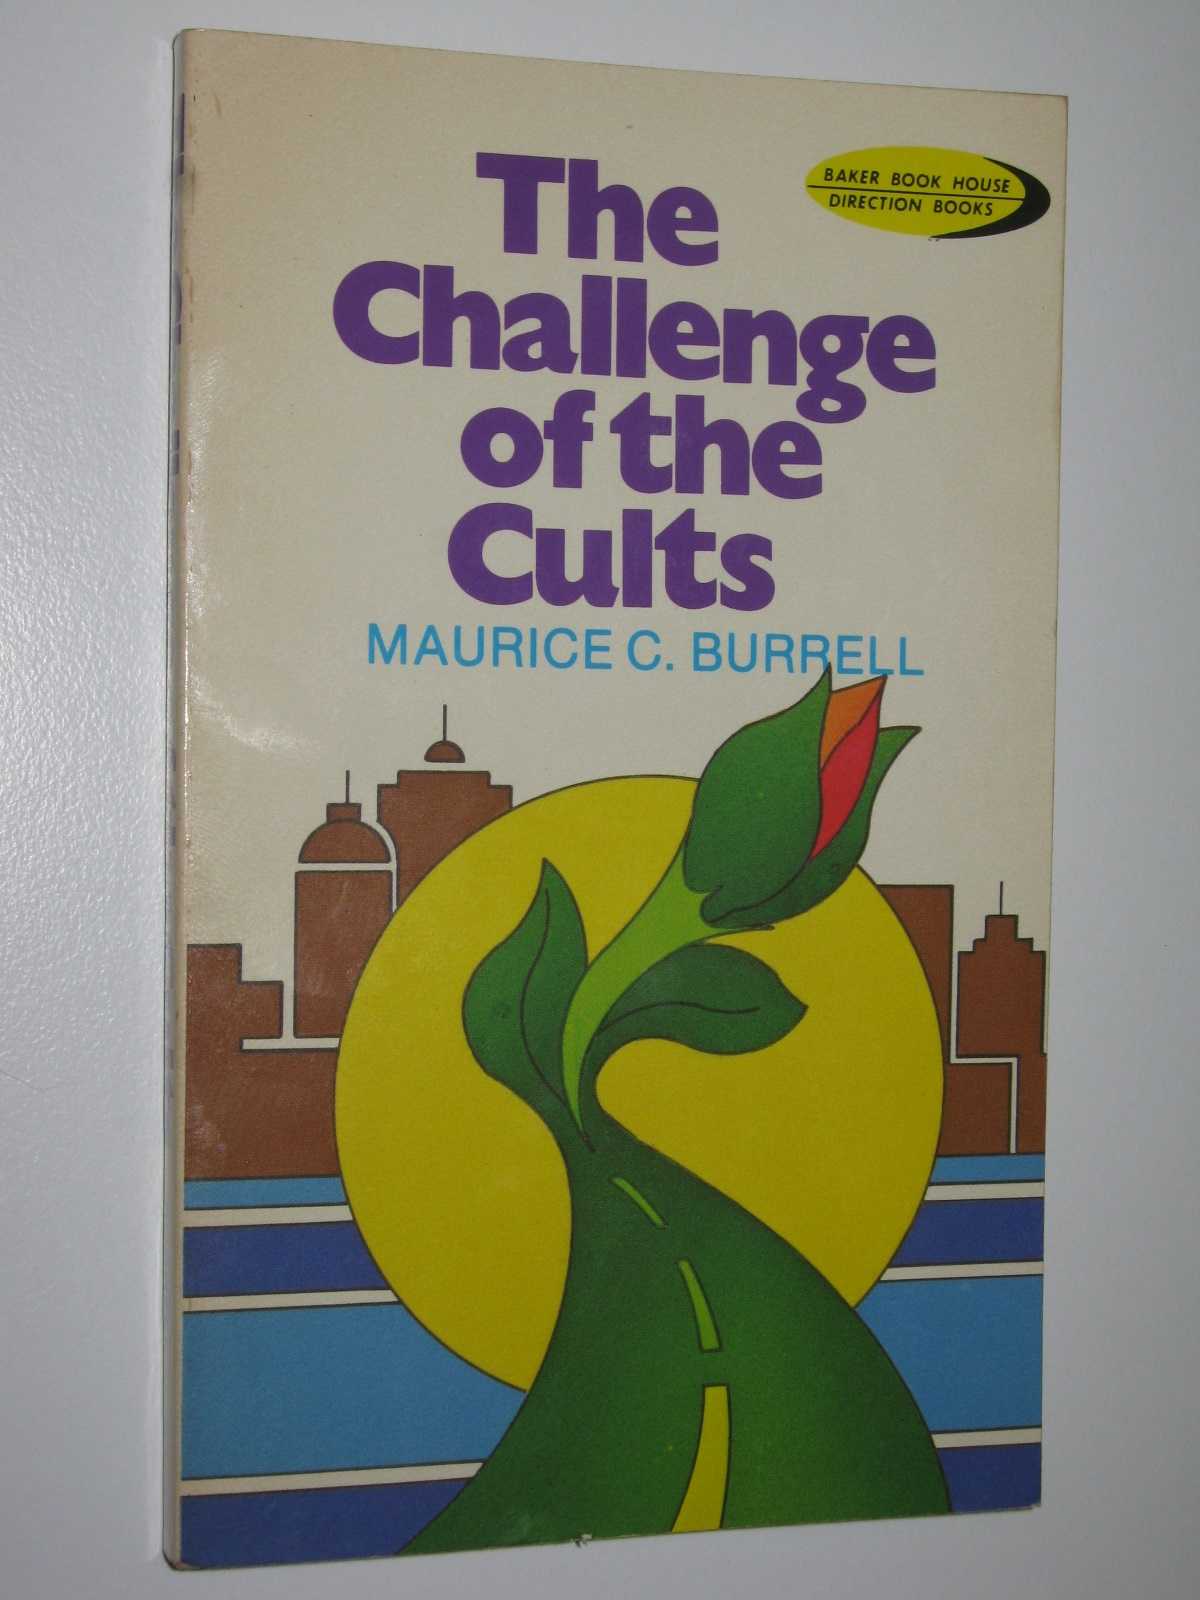 BAKER BOOK HOUSE
DIRECTION BOOKS
The
Challenge
of the
Cults
MAURICE C. BURRELL